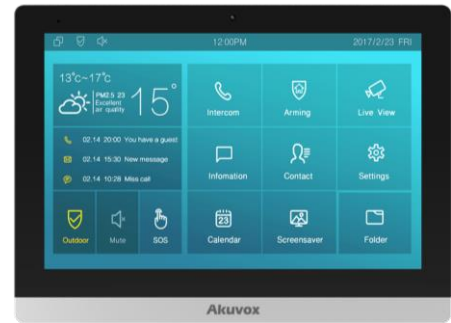 12:00PM
2017/2/23 FRI
13°C~17°C
PM2.5 23
Excellent
air quality
15°
02.14 20:00 You have a guest
02.14 15:30 New message
02.14 10:28 Miss call
Outdoor
Mute
SOS
Intercom
Arming
Live View
Infomation
Contact
Settings
23
Calendar
Screensaver
Folder
Akuvox